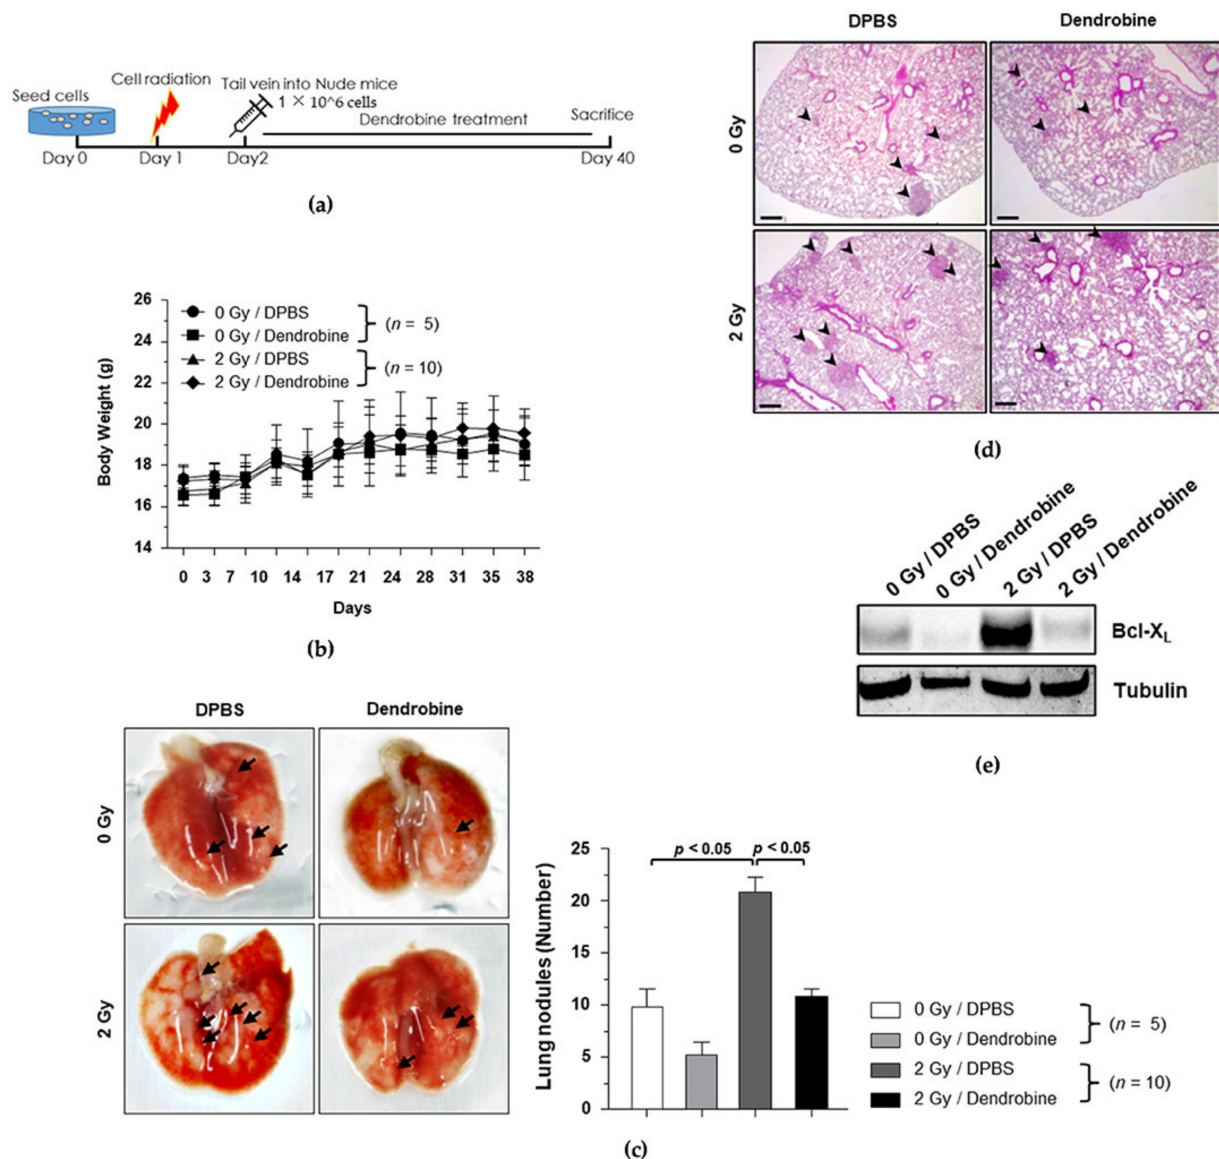 Cell radiation
Seed cells
Tail vein into Nude mice
1 × 10^6 cells
Dendrobine treatment
Sacrifice
Day 0
Day 1
Day2
Day 40
(a)
26
24
22
20
18
16
14
Body Weight (g)
0 Gy / DPBS
0 Gy / Dendrobine
(n = 5)
2 Gy / DPBS
2 Gy / Dendrobine
(n = 10)
0 3 7 10 14 17 21 24 28 31 35 38
Days
(b)
DPBS Dendrobine
0 Gy
2 Gy
25
20
15
10
5
0
Lung nodules (Number)
p < 0.05
p < 0.05
0 Gy / DPBS
0 Gy / Dendrobine
(n = 5)
2 Gy / DPBS
2 Gy / Dendrobine
(n = 10)
(c)
DPBS Dendrobine
0 Gy
2 Gy
(d)
0 Gy / DPBS
0 Gy / Dendrobine
2 Gy / DPBS
2 Gy / Dendrobine
Bcl-XL
Tubulin
(e)